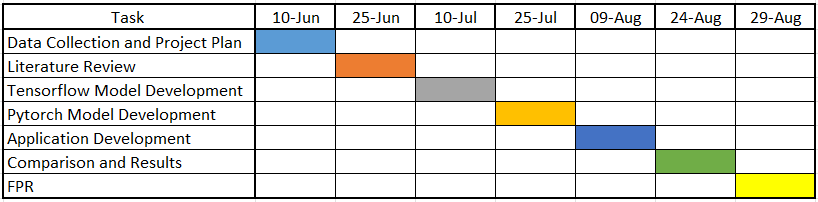 Task 10-Jun 25-Jun 10-Jul 25-Jul 09-Aug 24-Aug 29-Aug
Data Collection and Project Plan
Literature Review
Tensorflow Model Development
Pytorch Model Development
Application Development
Comparison and Results
FPR